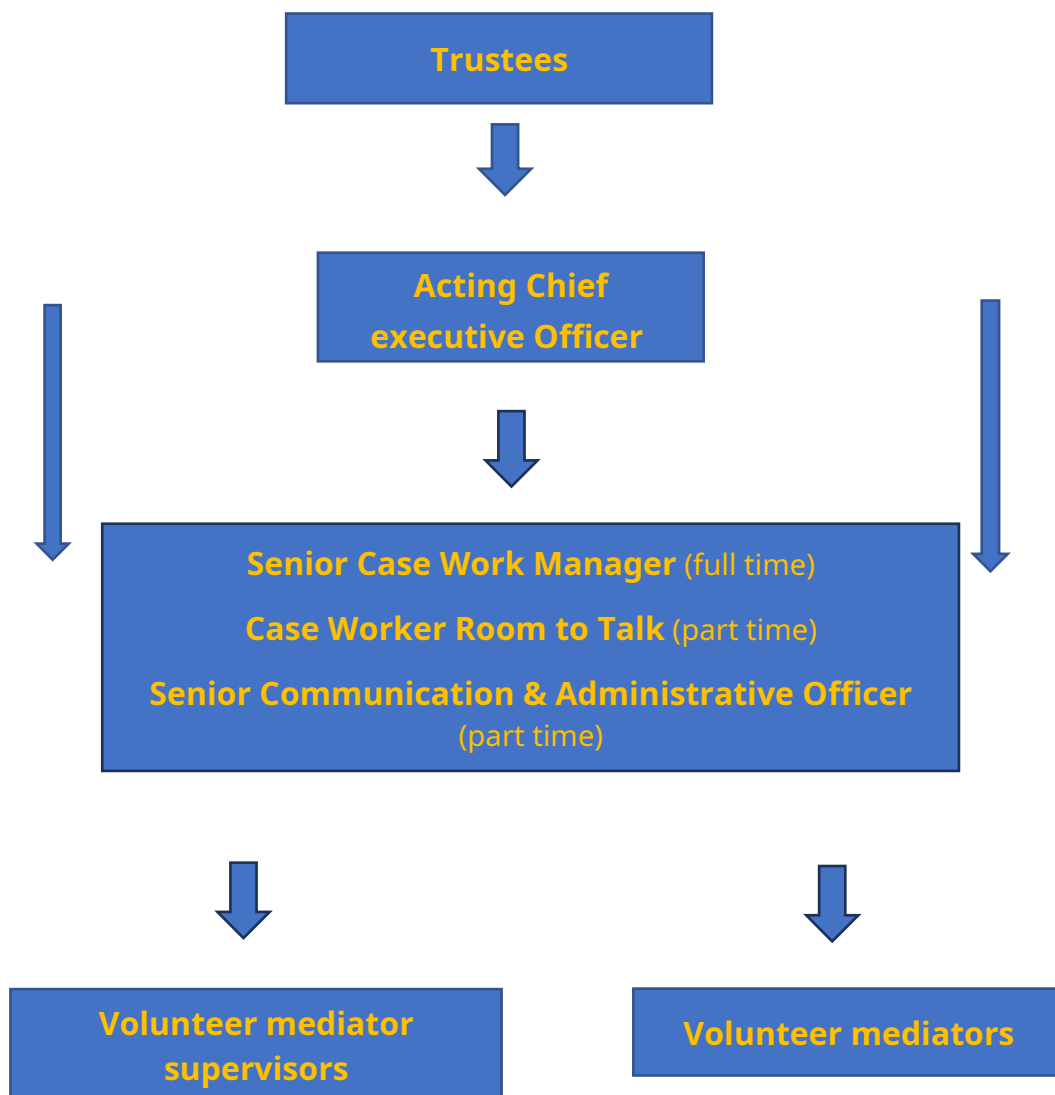 Trustees
Acting Chief
executive Officer
Senior Case Work Manager (full time)
Case Worker Room to Talk (part time)
Senior Communication & Administrative Officer
(part time)
Volunteer mediator
supervisors
Volunteer mediators